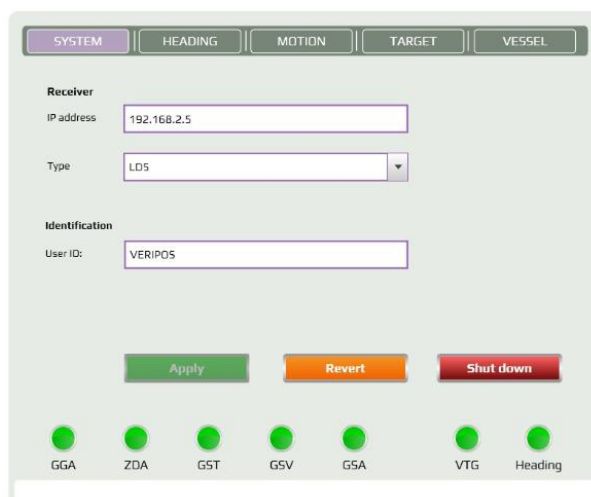 SYSTEM HEADING MOTION TARGET VESSEL
Receiver
IP address 192.168.2.5
Type LD5
Identification
User ID: VERIPOS
Apply Revert Shut down
GGA ZDA GST GSV GSA VTG Heading